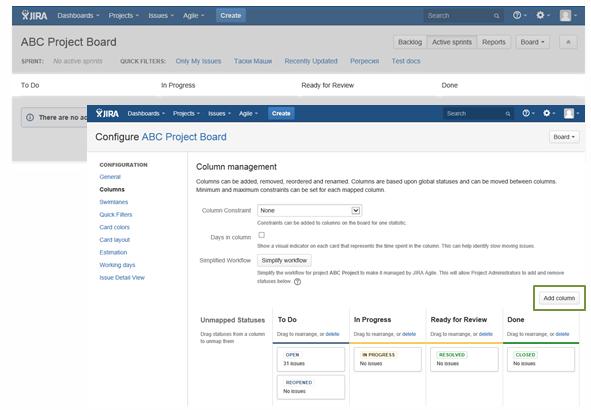 JIRA Dashboards Projects Issues Agile Create Search
ABC Project Board Backlog Active sprints Reports Board
SPRINT: No active sprints QUICK FILTERS: Only My Issues Таски Маши Recently Updated Регресия Test docs
To Do In Progress Ready for Review Done
There are no ac
JIRA Dashboards Projects Issues Agile Create Search
Configure ABC Project Board Board
CONFIGURATION
General
Columns
Swimlanes
Quick Filters
Card colors
Card layout
Estimation
Working days
Issue Detail View
Column management
Columns can be added, removed, reordered and renamed. Columns are based upon global statuses and can be moved between columns.
Minimum and maximum constraints can be set for each mapped column.
Column Constraint None
Constraints can be added to columns on the board for one statistic.
Days in column
Show a visual indicator on each card that represents the time spent in the column. This can help identify slow moving issues.
Simplified Workflow Simplify workflow
Simplify the workflow for project ABC Project to make it managed by JIRA Agile. This will allow Project Administrators to add and remove
statuses below.
Add column
Unmapped Statuses To Do In Progress Ready for Review Done
Drag statuses from a column
to unmap them
Drag to rearrange, or delete Drag to rearrange, or delete Drag to rearrange, or delete Drag to rearrange, or delete
OPEN IN PROGRESS RESOLVED CLOSED
31 issues No issues No issues No issues
REOPENED
No issues